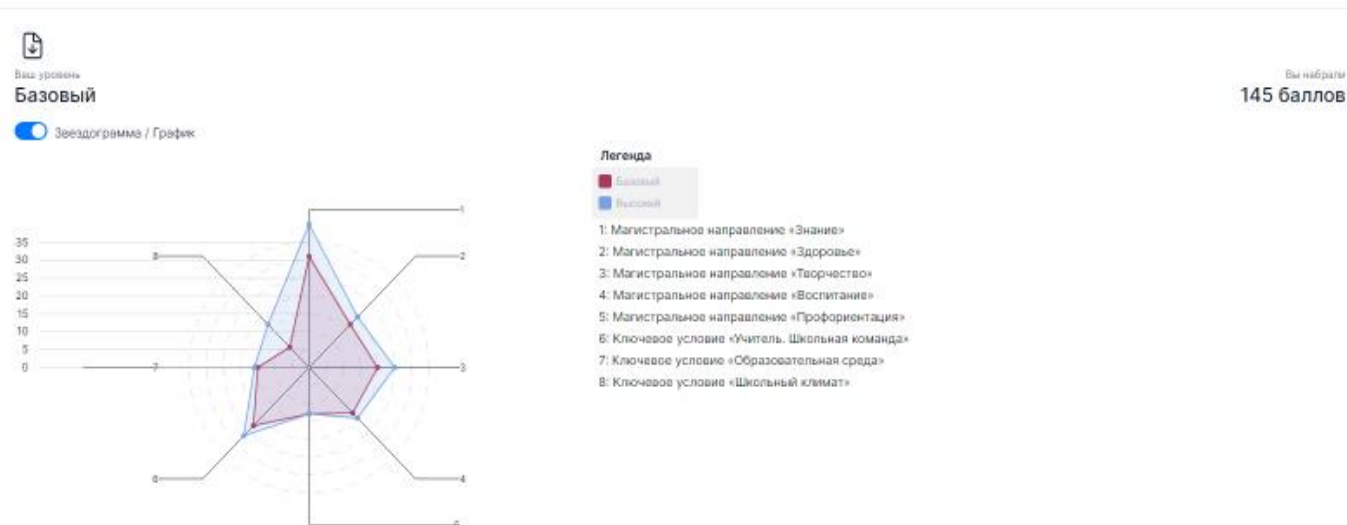 Ваш уровень
Базовый
Вы набрали
145 баллов
Звездограмма / График
Легенда
Базовый
Высокий
1: Магистральное направление «Знание»
2: Магистральное направление «Здоровье»
3: Магистральное направление «Творчество»
4: Магистральное направление «Воспитание»
5: Магистральное направление «Профориентация»
6: Ключевое условие «Учитель. Школьная команда»
7: Ключевое условие «Образовательная среда»
8: Ключевое условие «Школьный климат»
35
30
25
20
15
10
5
0
1
8
2
7
3
6
4